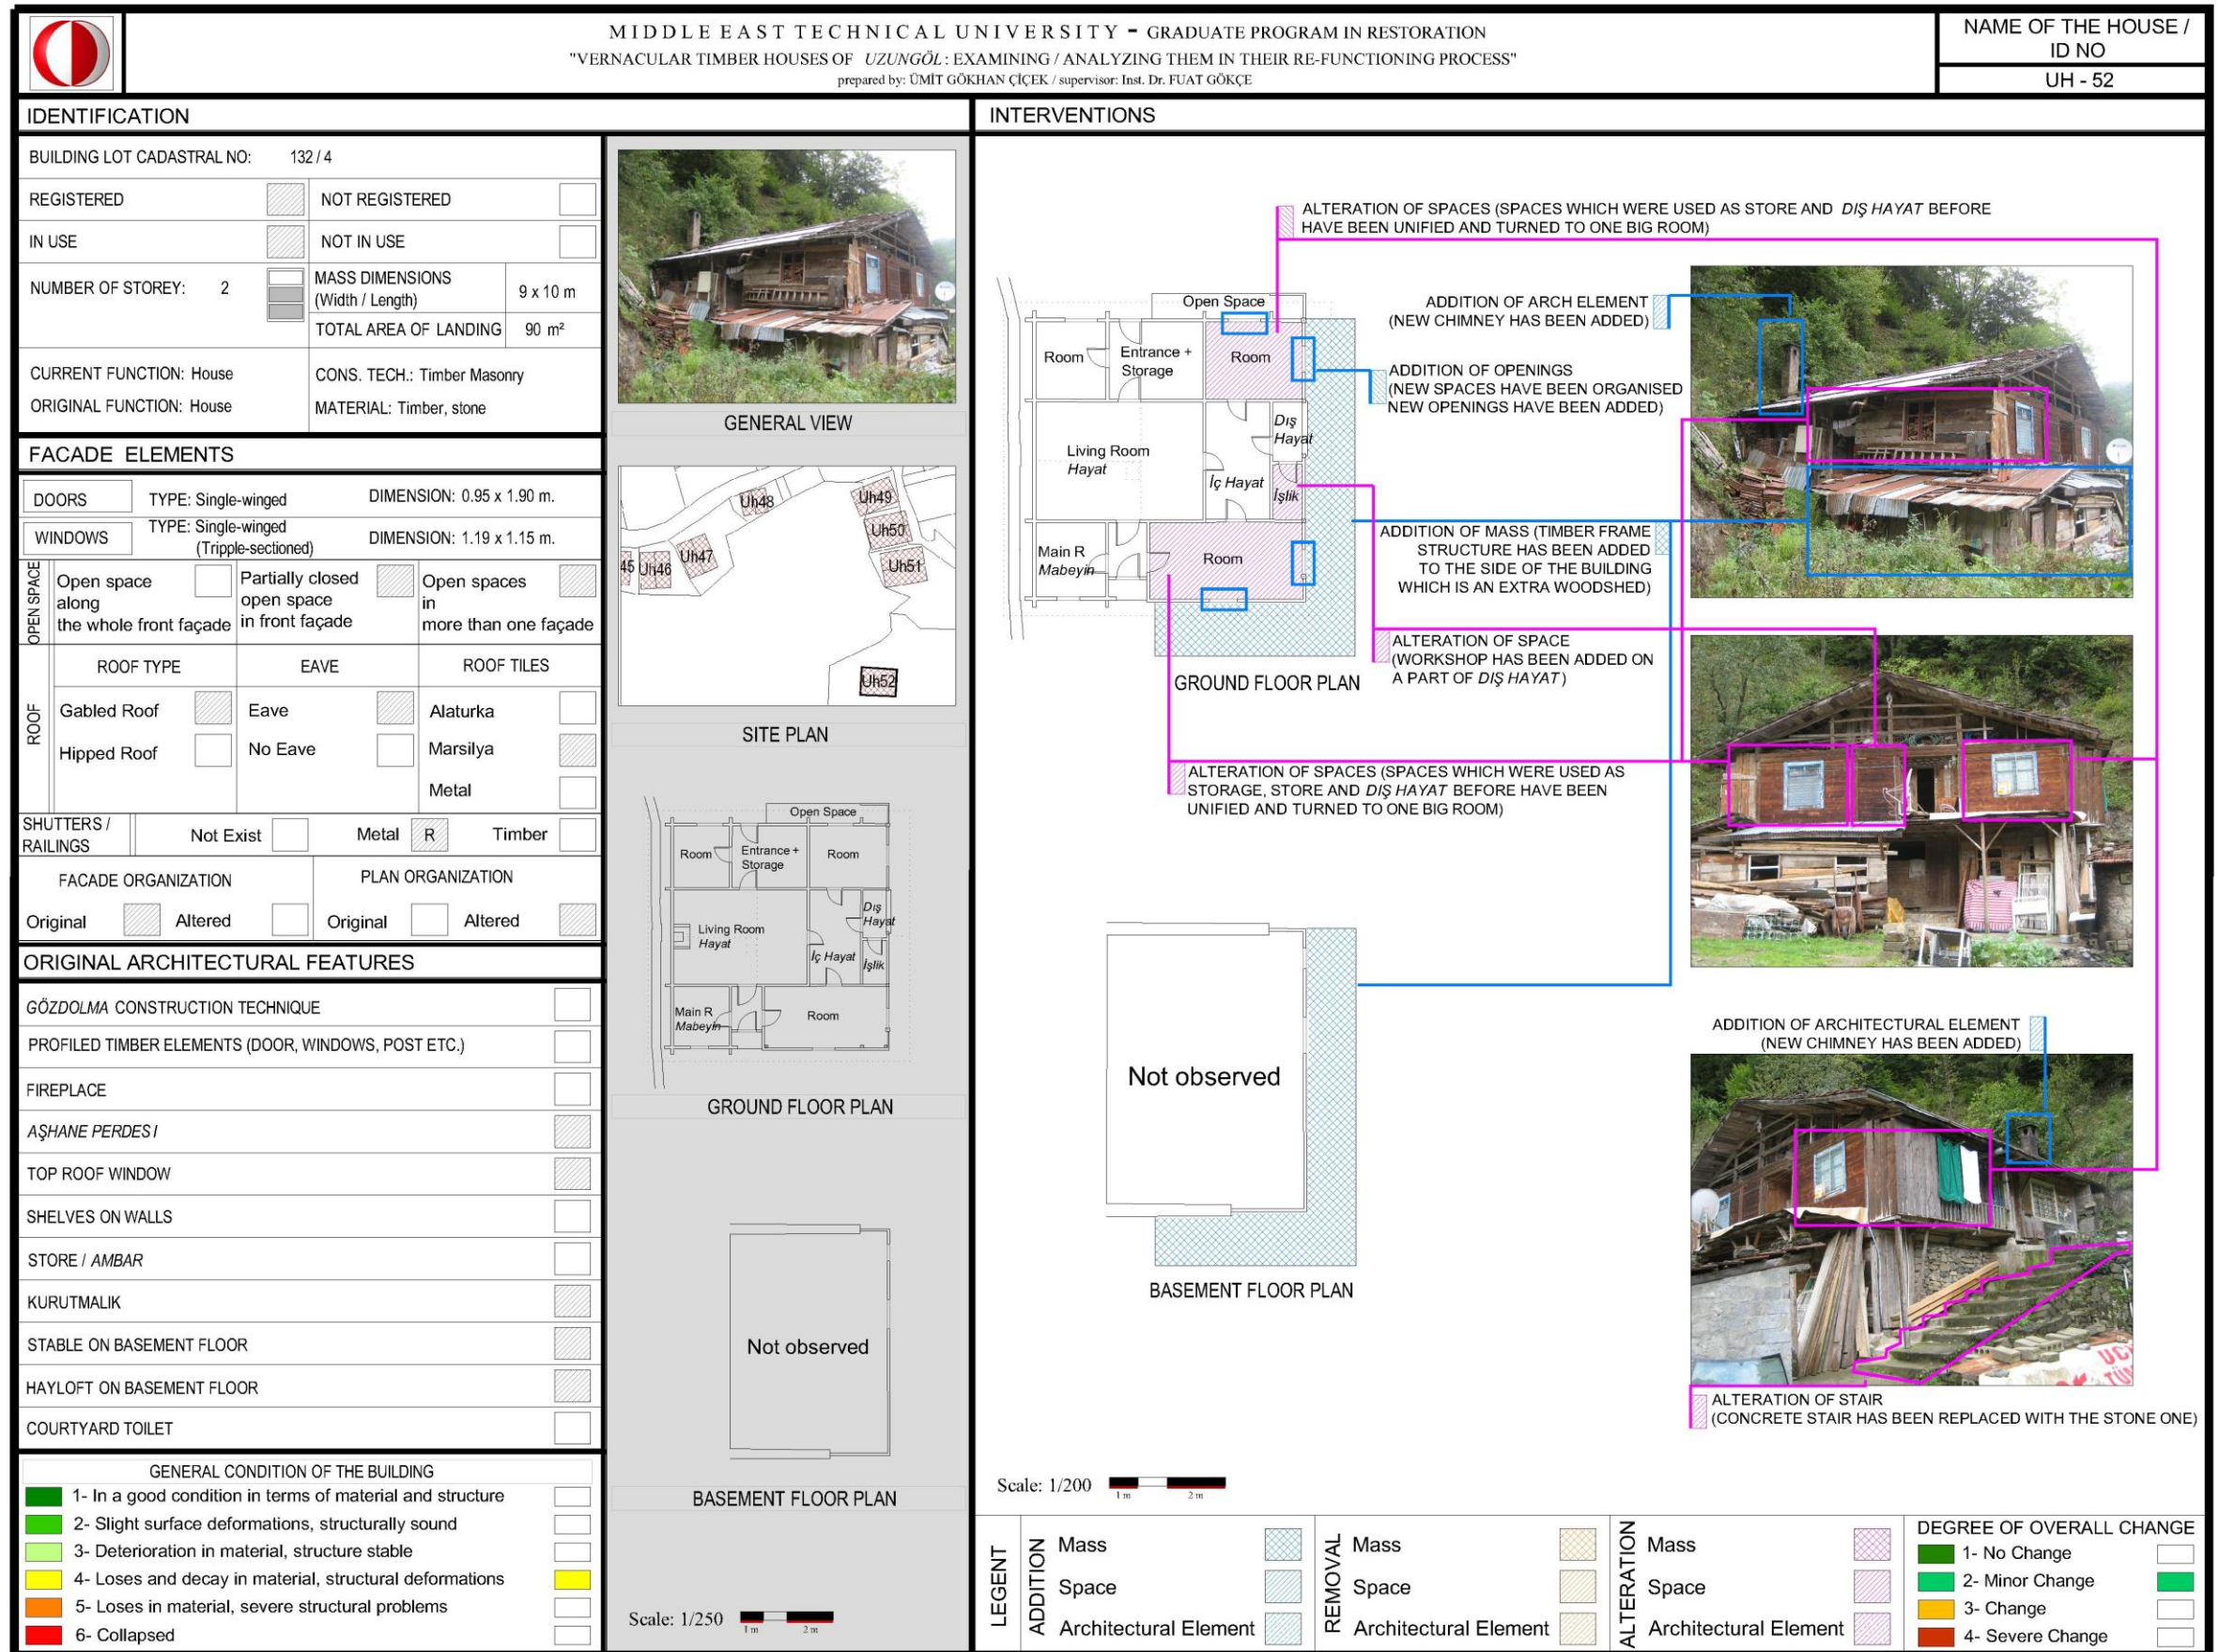 MIDDLE EAST TECHNICAL UNIVERSITY - GRADUATE PROGRAM IN RESTORATION
"VERNACULAR TIMBER HOUSES OF UZUNGÖL: EXAMINING / ANALYZING THEM IN THEIR RE-FUNCTIONING PROCESS"
prepared by: ÜMİT GÖKHAN ÇİÇEK / supervisor: Inst. Dr. FUAT GÖKÇE
NAME OF THE HOUSE /
ID NO
UH - 52
IDENTIFICATION
BUILDING LOT CADASTRAL NO: 132 / 4
REGISTERED
NOT REGISTERED
IN USE
NOT IN USE
NUMBER OF STOREY: 2
MASS DIMENSIONS
(Width / Length)
9 x 10 m
TOTAL AREA OF LANDING
90 m²
CURRENT FUNCTION: House
ORIGINAL FUNCTION: House
CONS. TECH.: Timber Masonry
MATERIAL: Timber, stone
FACADE ELEMENTS
DOORS
TYPE: Single-winged
DIMENSION: 0.95 x 1.90 m.
WINDOWS
TYPE: Single-winged
(Tripple-sectioned)
DIMENSION: 1.19 x 1.15 m.
OPEN SPACE
Open space
along
the whole front façade
Partially closed
open space
in front façade
Open spaces
in
more than one façade
ROOF
ROOF TYPE
EAVE
ROOF TILES
Gabled Roof
Eave
Alaturka
Hipped Roof
No Eave
Marsilya
Metal
SHUTTERS /
RAILINGS
Not Exist
Metal
R
Timber
FACADE ORGANIZATION
PLAN ORGANIZATION
Original
Altered
Original
Altered
ORIGINAL ARCHITECTURAL FEATURES
GÖZDOLMA CONSTRUCTION TECHNIQUE
PROFILED TIMBER ELEMENTS (DOOR, WINDOWS, POST ETC.)
FIREPLACE
AŞHANE PERDESI
TOP ROOF WINDOW
SHELVES ON WALLS
STORE / AMBAR
KURUTMALIK
STABLE ON BASEMENT FLOOR
HAYLOFT ON BASEMENT FLOOR
COURTYARD TOILET
GENERAL CONDITION OF THE BUILDING
1- In a good condition in terms of material and structure
2- Slight surface deformations, structurally sound
3- Deterioration in material, structure stable
4- Loses and decay in material, structural deformations
5- Loses in material, severe structural problems
6- Collapsed
GENERAL VIEW
Uh48
Uh49
Uh50
Uh51
Uh47
Uh46
45
Uh52
SITE PLAN
Open Space
Room
Entrance +
Storage
Room
Dış
Hayat
Living Room
Hayat
İç Hayat
İşlik
Main R
Mabeyin
Room
GROUND FLOOR PLAN
Not observed
BASEMENT FLOOR PLAN
Scale: 1/250
1 m
2 m
INTERVENTIONS
ALTERATION OF SPACES (SPACES WHICH WERE USED AS STORE AND DIŞ HAYAT BEFORE
HAVE BEEN UNIFIED AND TURNED TO ONE BIG ROOM)
Open Space
Room
Entrance +
Storage
Room
Dış
Hayat
Living Room
Hayat
İç Hayat
İşlik
Main R
Mabeyin
Room
GROUND FLOOR PLAN
ADDITION OF ARCH ELEMENT
(NEW CHIMNEY HAS BEEN ADDED)
ADDITION OF OPENINGS
(NEW SPACES HAVE BEEN ORGANISED
NEW OPENINGS HAVE BEEN ADDED)
ADDITION OF MASS (TIMBER FRAME
STRUCTURE HAS BEEN ADDED
TO THE SIDE OF THE BUILDING
WHICH IS AN EXTRA WOODSHED)
ALTERATION OF SPACE
(WORKSHOP HAS BEEN ADDED ON
A PART OF DIŞ HAYAT)
ALTERATION OF SPACES (SPACES WHICH WERE USED AS
STORAGE, STORE AND DIŞ HAYAT BEFORE HAVE BEEN
UNIFIED AND TURNED TO ONE BIG ROOM)
Not observed
BASEMENT FLOOR PLAN
ADDITION OF ARCHITECTURAL ELEMENT
(NEW CHIMNEY HAS BEEN ADDED)
ALTERATION OF STAIR
(CONCRETE STAIR HAS BEEN REPLACED WITH THE STONE ONE)
Scale: 1/200
1 m
2 m
LEGENT
ADDITION
Mass
Space
Architectural Element
REMOVAL
Mass
Space
Architectural Element
ALTERATION
Mass
Space
Architectural Element
DEGREE OF OVERALL CHANGE
1- No Change
2- Minor Change
3- Change
4- Severe Change